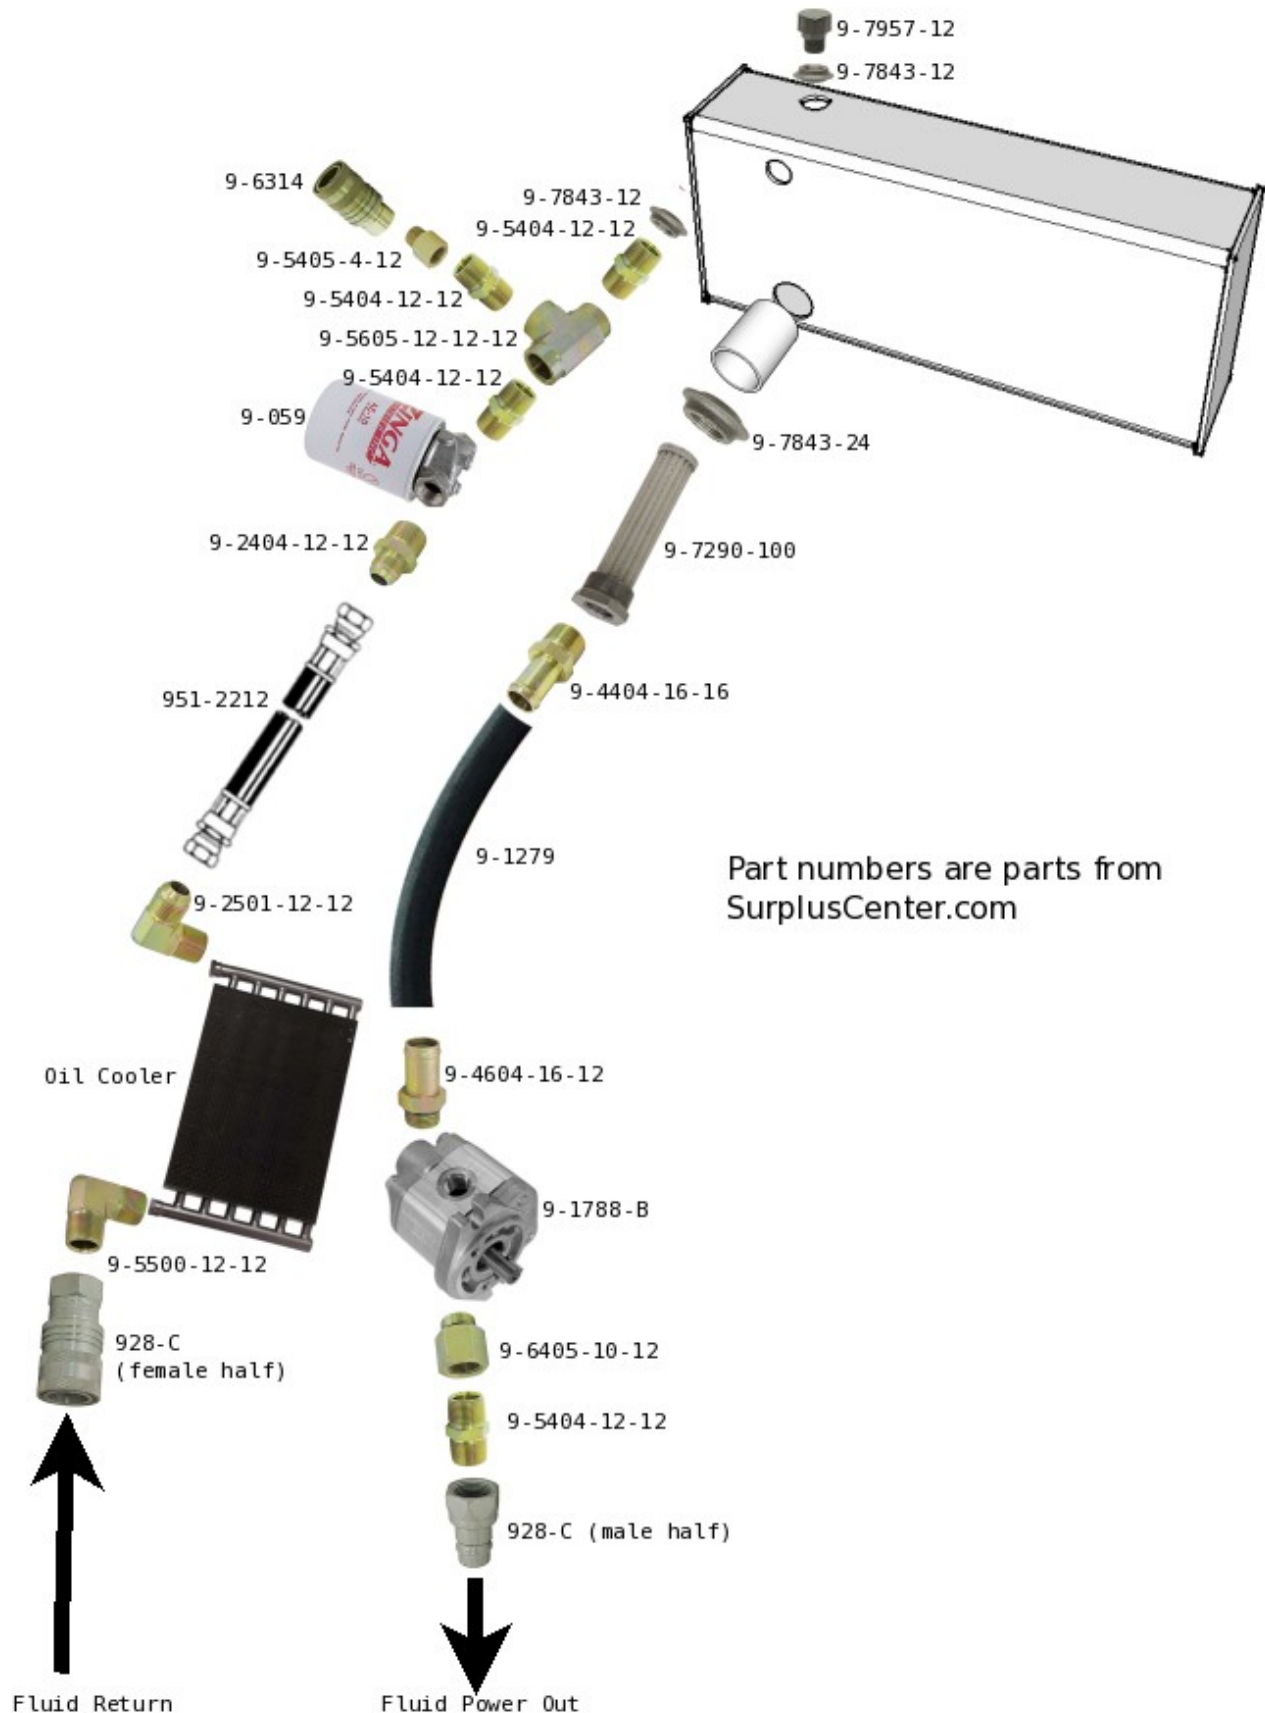 9-7957-12
9-7843-12
9-6314
9-7843-12
9-5404-12-12
9-5405-4-12
9-5404-12-12
9-5605-12-12-12
9-5404-12-12
9-059
ZINGA
9-7843-24
9-2404-12-12
9-7290-100
951-2212
9-4404-16-16
9-1279
Part numbers are parts from
SurplusCenter.com
9-2501-12-12
Oil Cooler
9-4604-16-12
9-1788-B
9-5500-12-12
928-C
(female half)
9-6405-10-12
9-5404-12-12
928-C (male half)
Fluid Return
Fluid Power Out